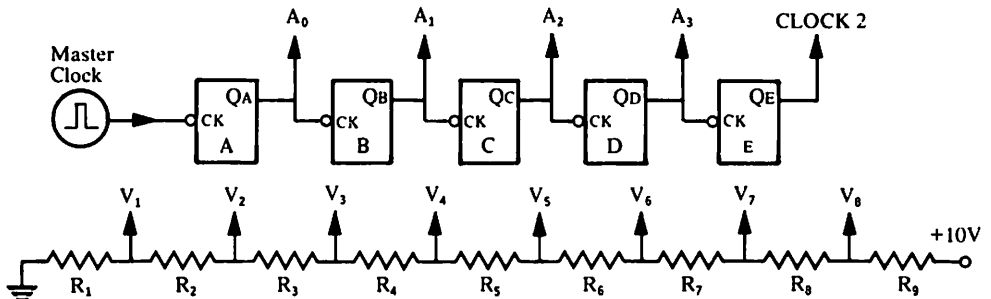 A₀ A₁ A₂ A₃ CLOCK 2
Master
Clock
QA QB QC QD QE
CK CK CK CK CK
A B C D E
V₁ V₂ V₃ V₄ V₅ V₆ V₇ V₈
+10V
R₁ R₂ R₃ R₄ R₅ R₆ R₇ R₈ R₉